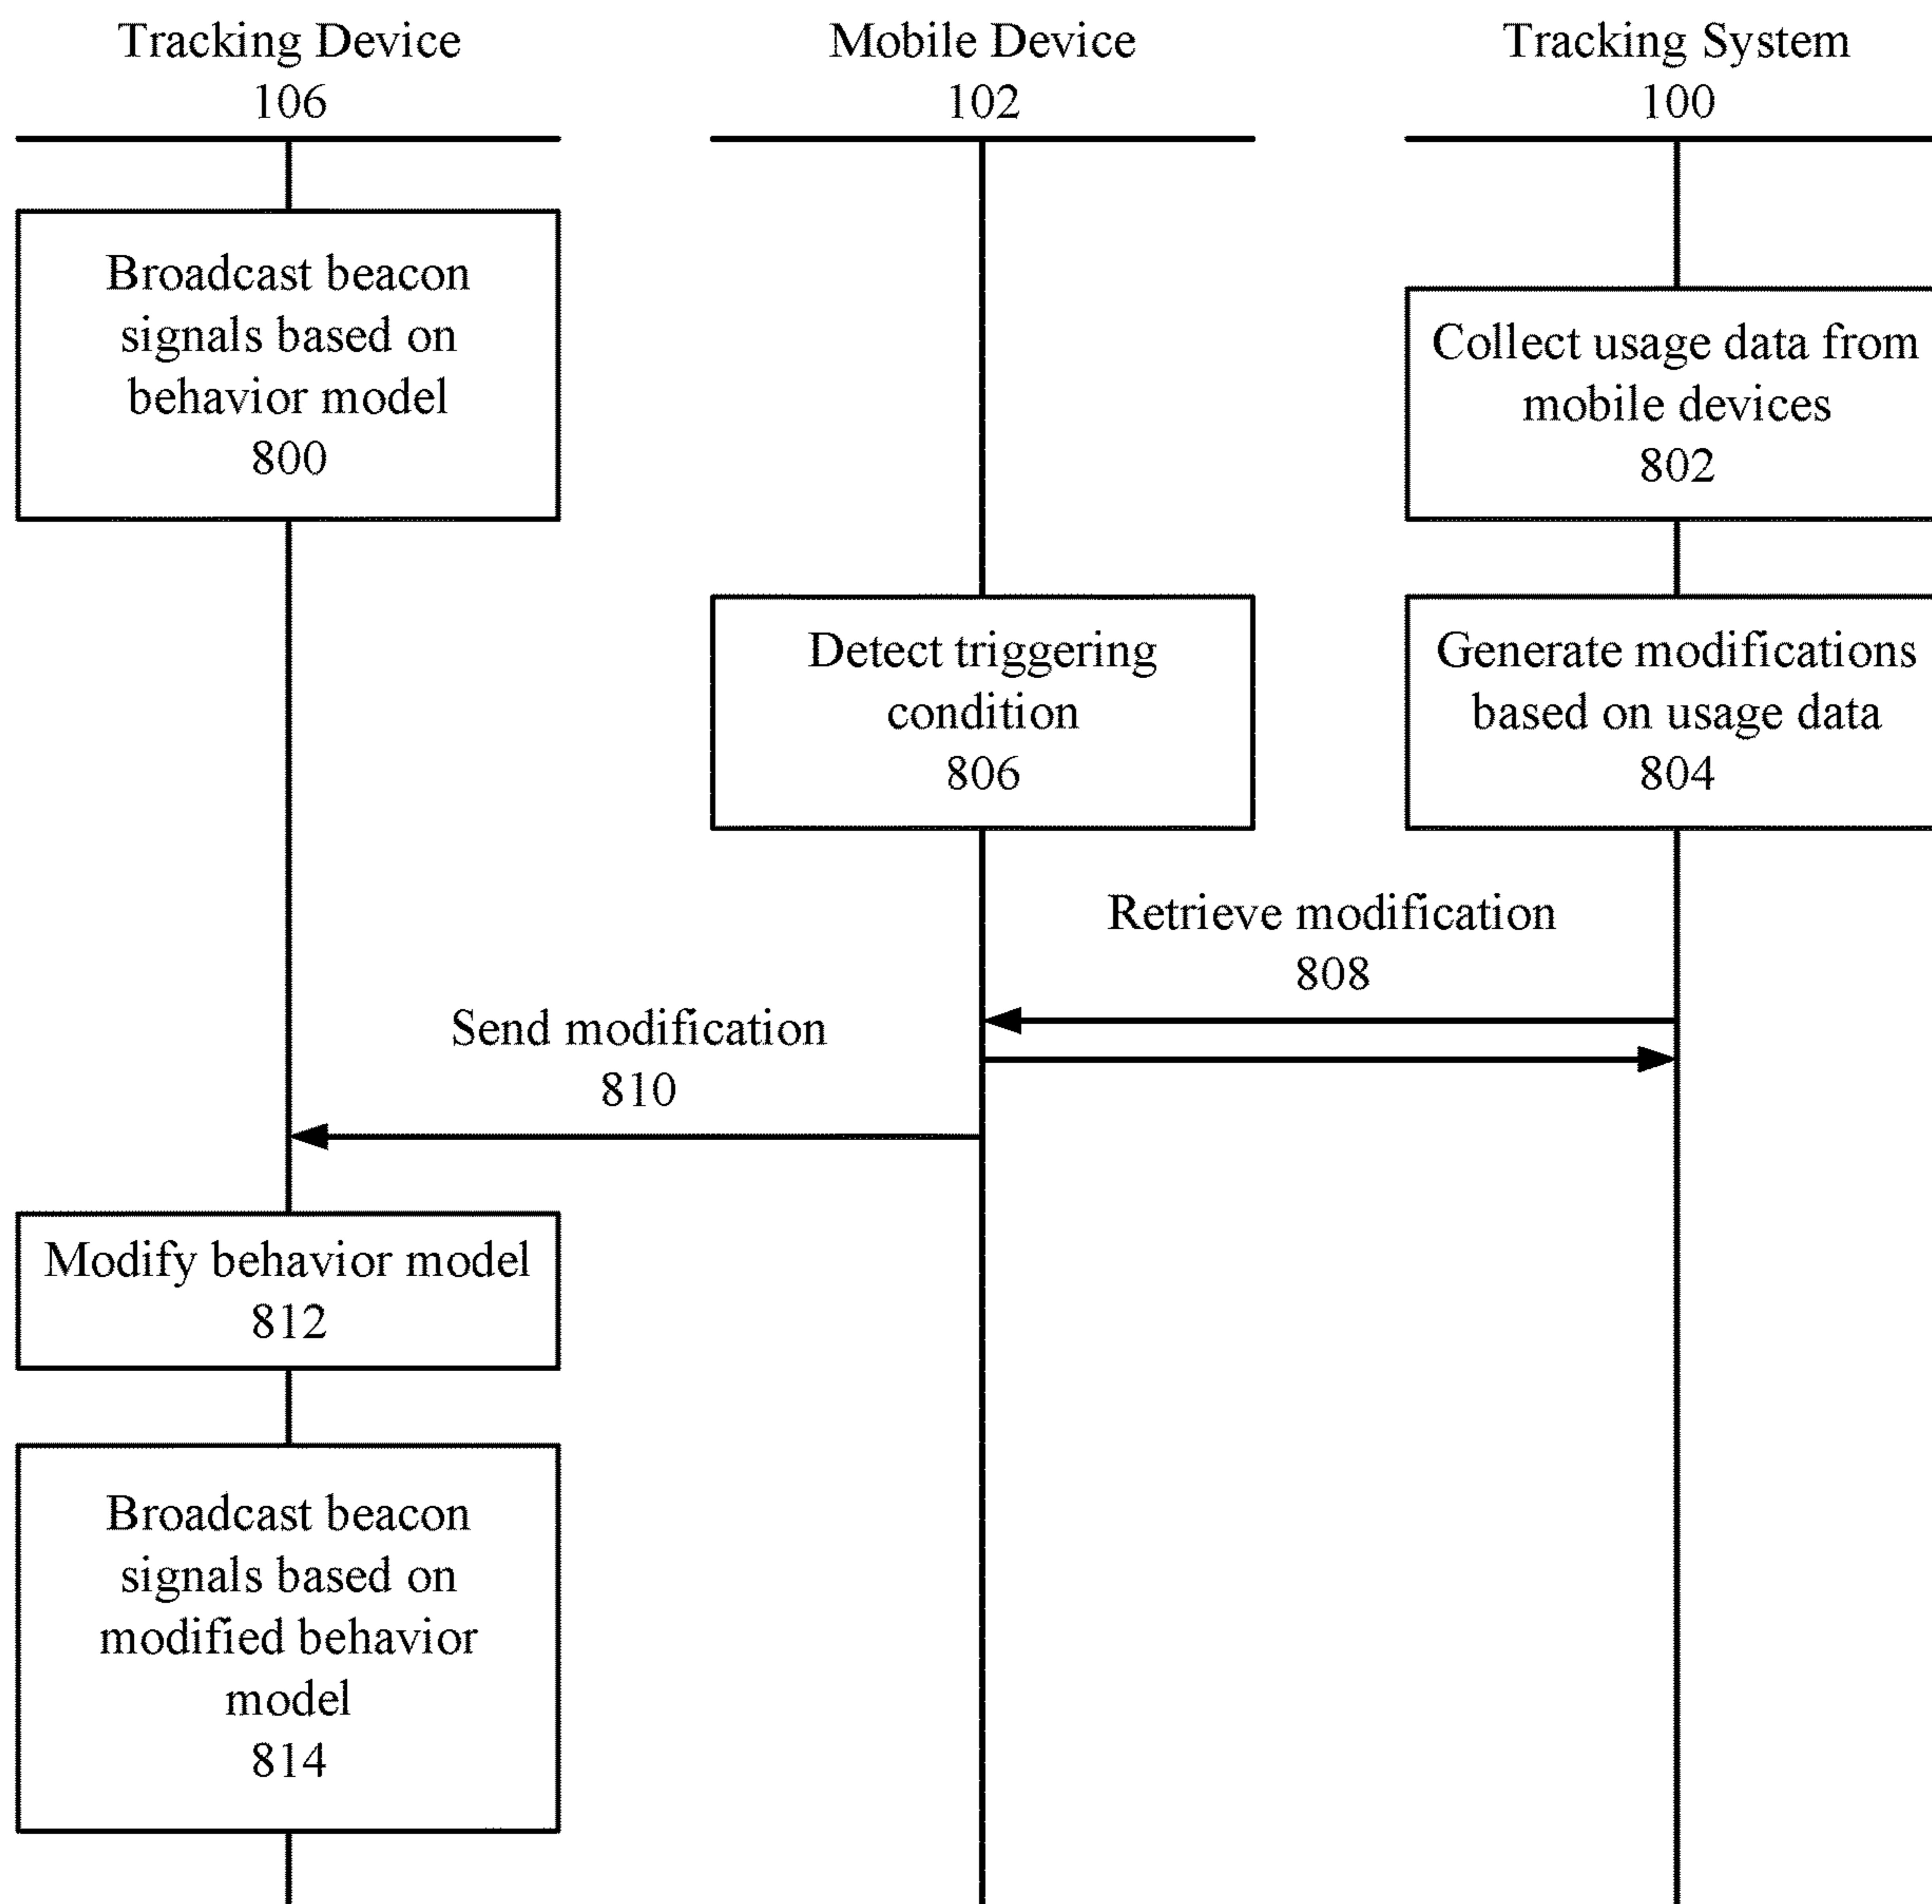 Tracking Device
106
Mobile Device
102
Tracking System
100
Broadcast beacon
signals based on
behavior model
800
Collect usage data from
mobile devices
802
Detect triggering
condition
806
Generate modifications
based on usage data
804
Retrieve modification
808
Send modification
810
Modify behavior model
812
Broadcast beacon
signals based on
modified behavior
model
814